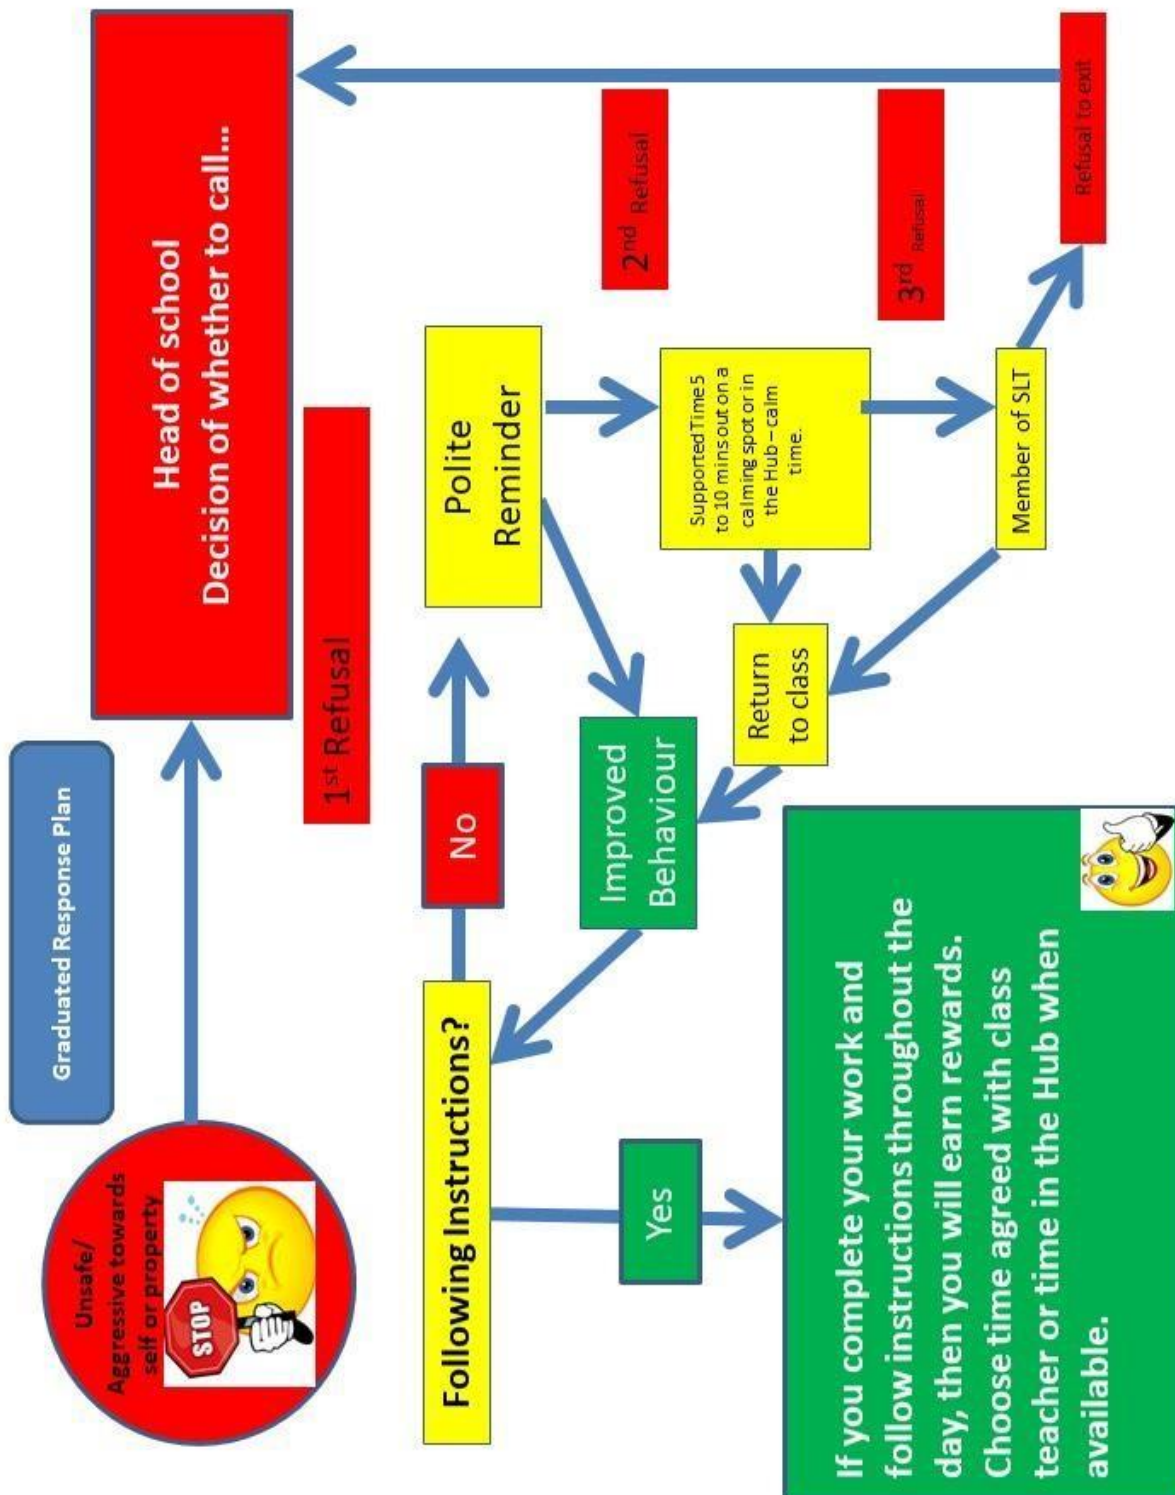 Graduated Response Plan
Unsafe/
Aggressive towards
self or property
STOP
Head of school
Decision of whether to call...
1st Refusal
Following Instructions?
No
Polite
Reminder
2nd Refusal
Yes
Improved
Behaviour
Supported Time 5
to 10 mins out on a
calming spot or in
the Hub – calm
time.
Return
to class
3rd Refusal
Member of SLT
Refusal to exit
If you complete your work and
follow instructions throughout the
day, then you will earn rewards.
Choose time agreed with class
teacher or time in the Hub when
available.